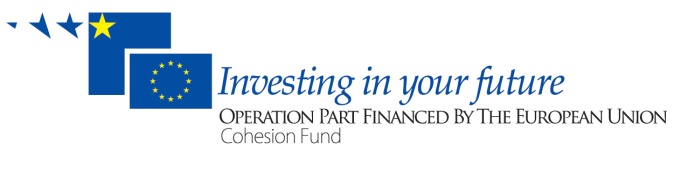 Investing in your future
OPERATION PART FINANCED BY THE EUROPEAN UNION
Cohesion Fund